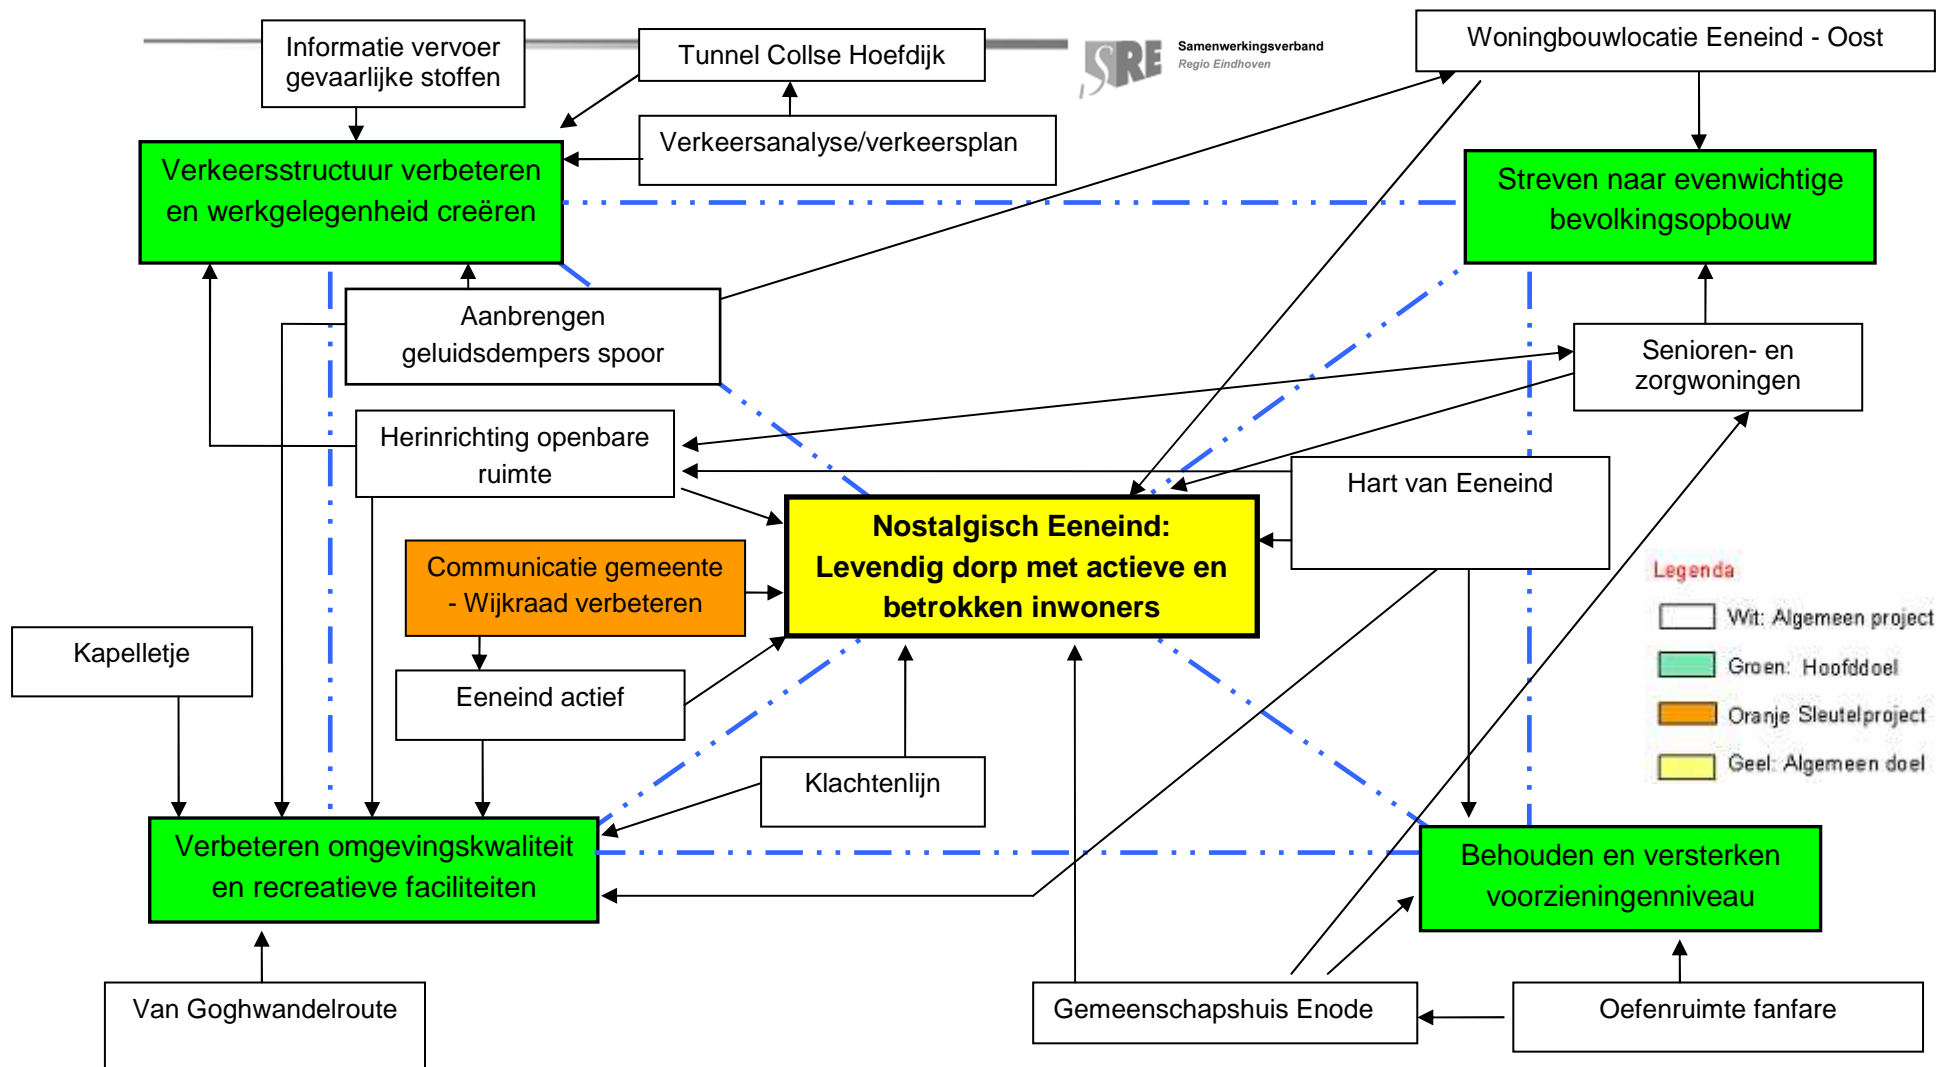 Informatie vervoer
gevaarlijke stoffen
Tunnel Collse Hoefdijk
SRE
Samenwerkingsverband
Regio Eindhoven
Woningbouwlocatie Eeneind - Oost
Verkeersanalyse/verkeersplan
Verkeersstructuur verbeteren
en werkgelegenheid creëren
Streven naar evenwichtige
bevolkingsopbouw
Aanbrengen
geluidsdempers spoor
Senioren- en
zorgwoningen
Herinrichting openbare
ruimte
Hart van Eeneind
Nostalgisch Eeneind:
Levendig dorp met actieve en
betrokken inwoners
Communicatie gemeente
- Wijkraad verbeteren
Legenda
Wit: Algemeen project
Groen: Hoofddoel
Oranje Sleutelproject
Geel: Algemeen doel
Kapelletje
Eeneind actief
Klachtenlijn
Verbeteren omgevingskwaliteit
en recreatieve faciliteiten
Behouden en versterken
voorzieningenniveau
Van Goghwandelroute
Gemeenschapshuis Enode
Oefenruimte fanfare